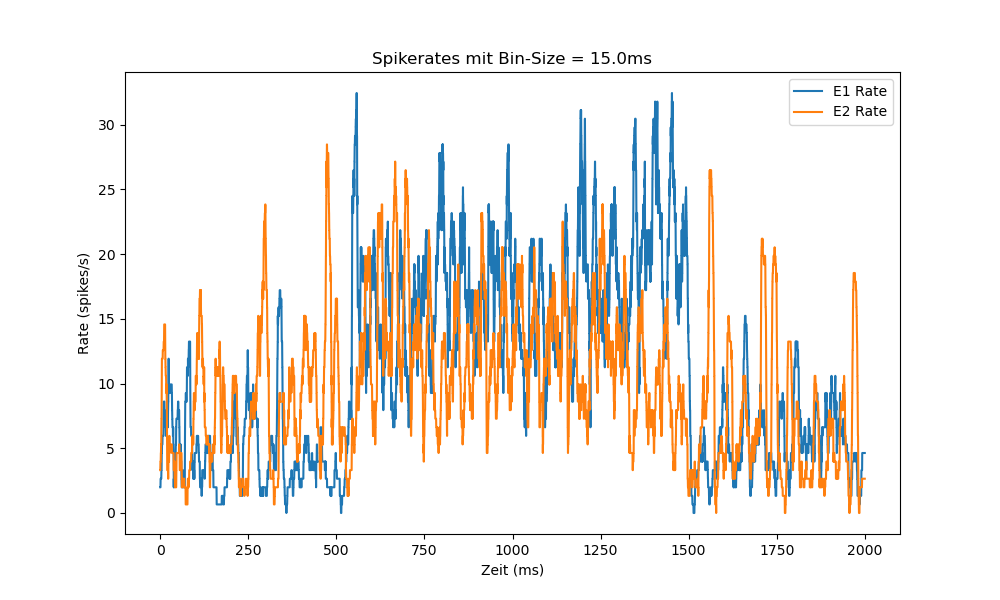 Spikerates mit Bin-Size = 15.0ms
E1 Rate
E2 Rate
Rate (spikes/s)
30
25
20
15
10
5
0
0 250 500 750 1000 1250 1500 1750 2000
Zeit (ms)